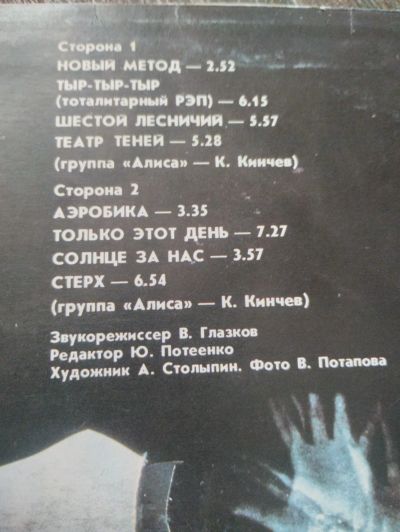 Сторона 1
НОВЫЙ МЕТОД — 2.52
ТЫР-ТЫР-ТЫР
(тоталитарный РЭП) — 6.15
ШЕСТОЙ ЛЕСНИЧИЙ — 5.57
ТЕАТР ТЕНЕЙ — 5.28
(группа «Алиса» — К. Кинчев)
Сторона 2
АЭРОБИКА — 3.35
ТОЛЬКО ЭТОТ ДЕНЬ — 7.27
СОЛНЦЕ ЗА НАС — 3.57
СТЕРХ — 6.54
(группа «Алиса» — К. Кинчев)
Звукорежиссер В. Глазков
Редактор Ю. Потеенко
Художник А. Столыпин. Фото В. Потапова